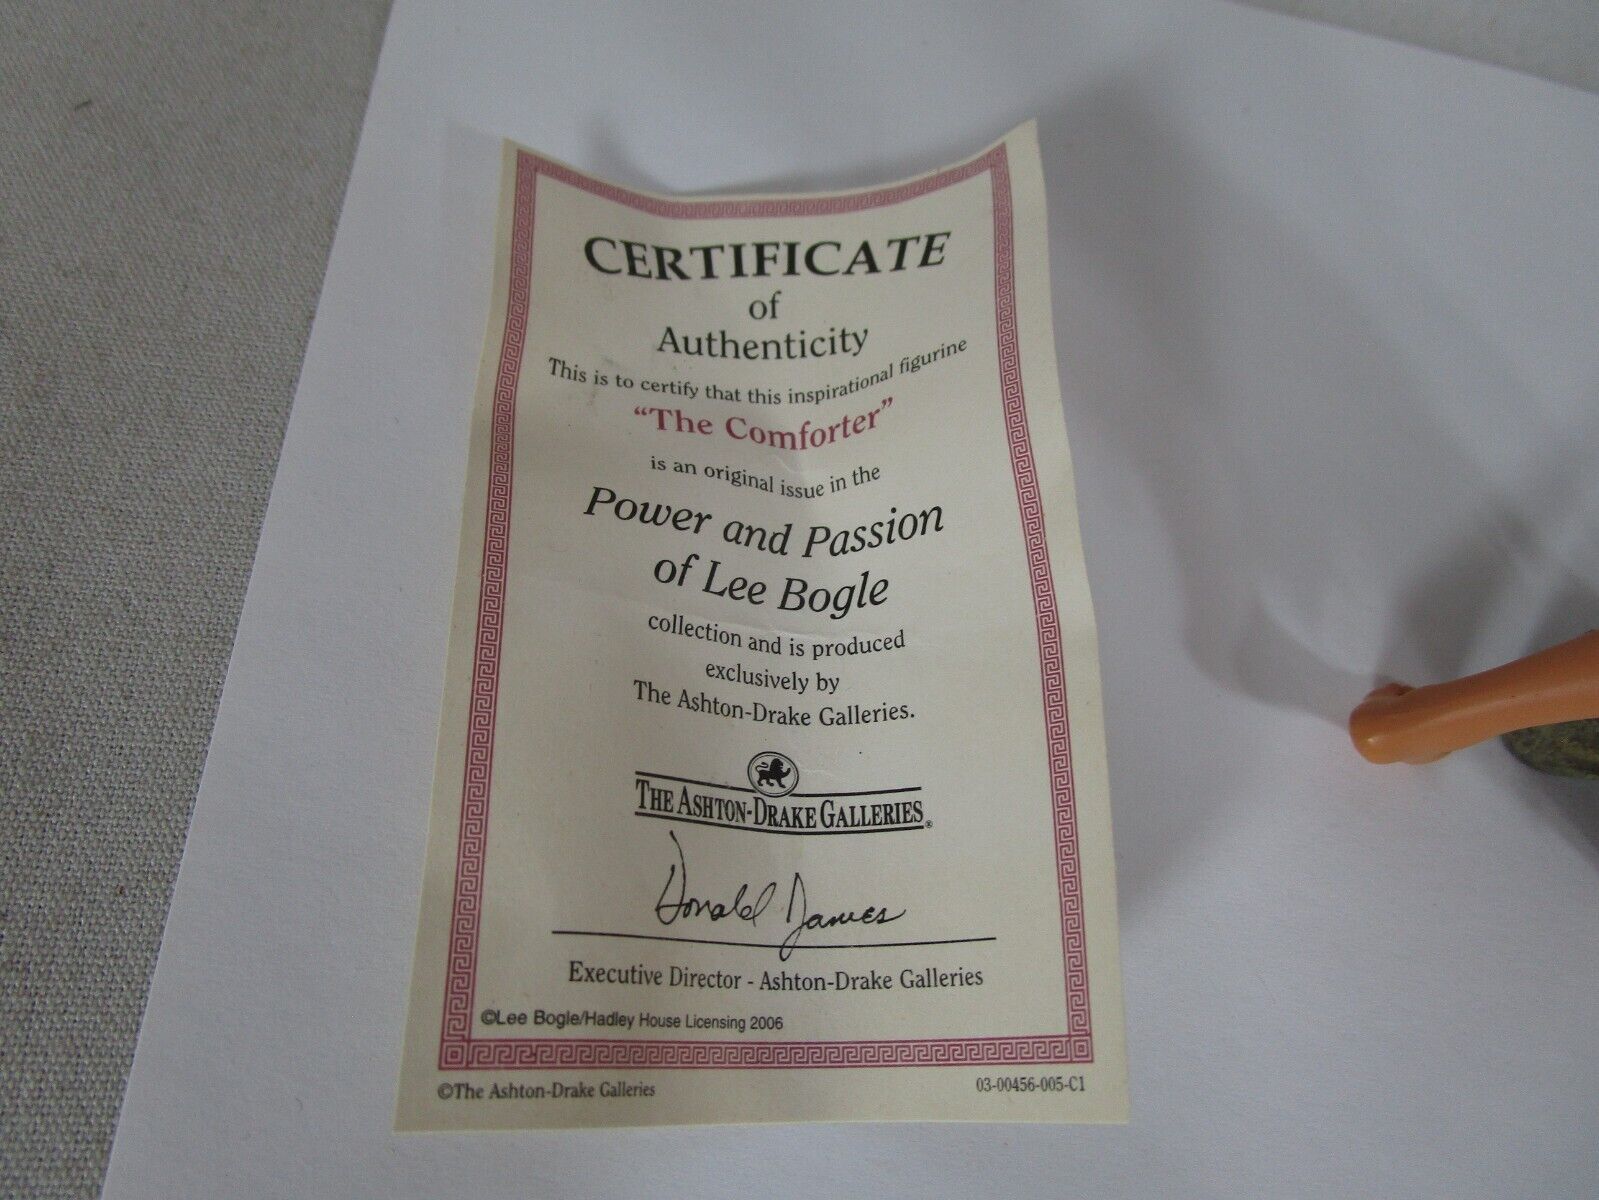 CERTIFICATE
of
Authenticity
This is to certify that this inspirational figurine
“The Comforter”
is an original issue in the
Power and Passion
of Lee Bogle
collection and is produced
exclusively by
The Ashton-Drake Galleries.
THE ASHTON-DRAKE GALLERIES®
Donald James
Executive Director - Ashton-Drake Galleries
©Lee Bogle/Hadley House Licensing 2006
©The Ashton-Drake Galleries
03-00456-005-C1